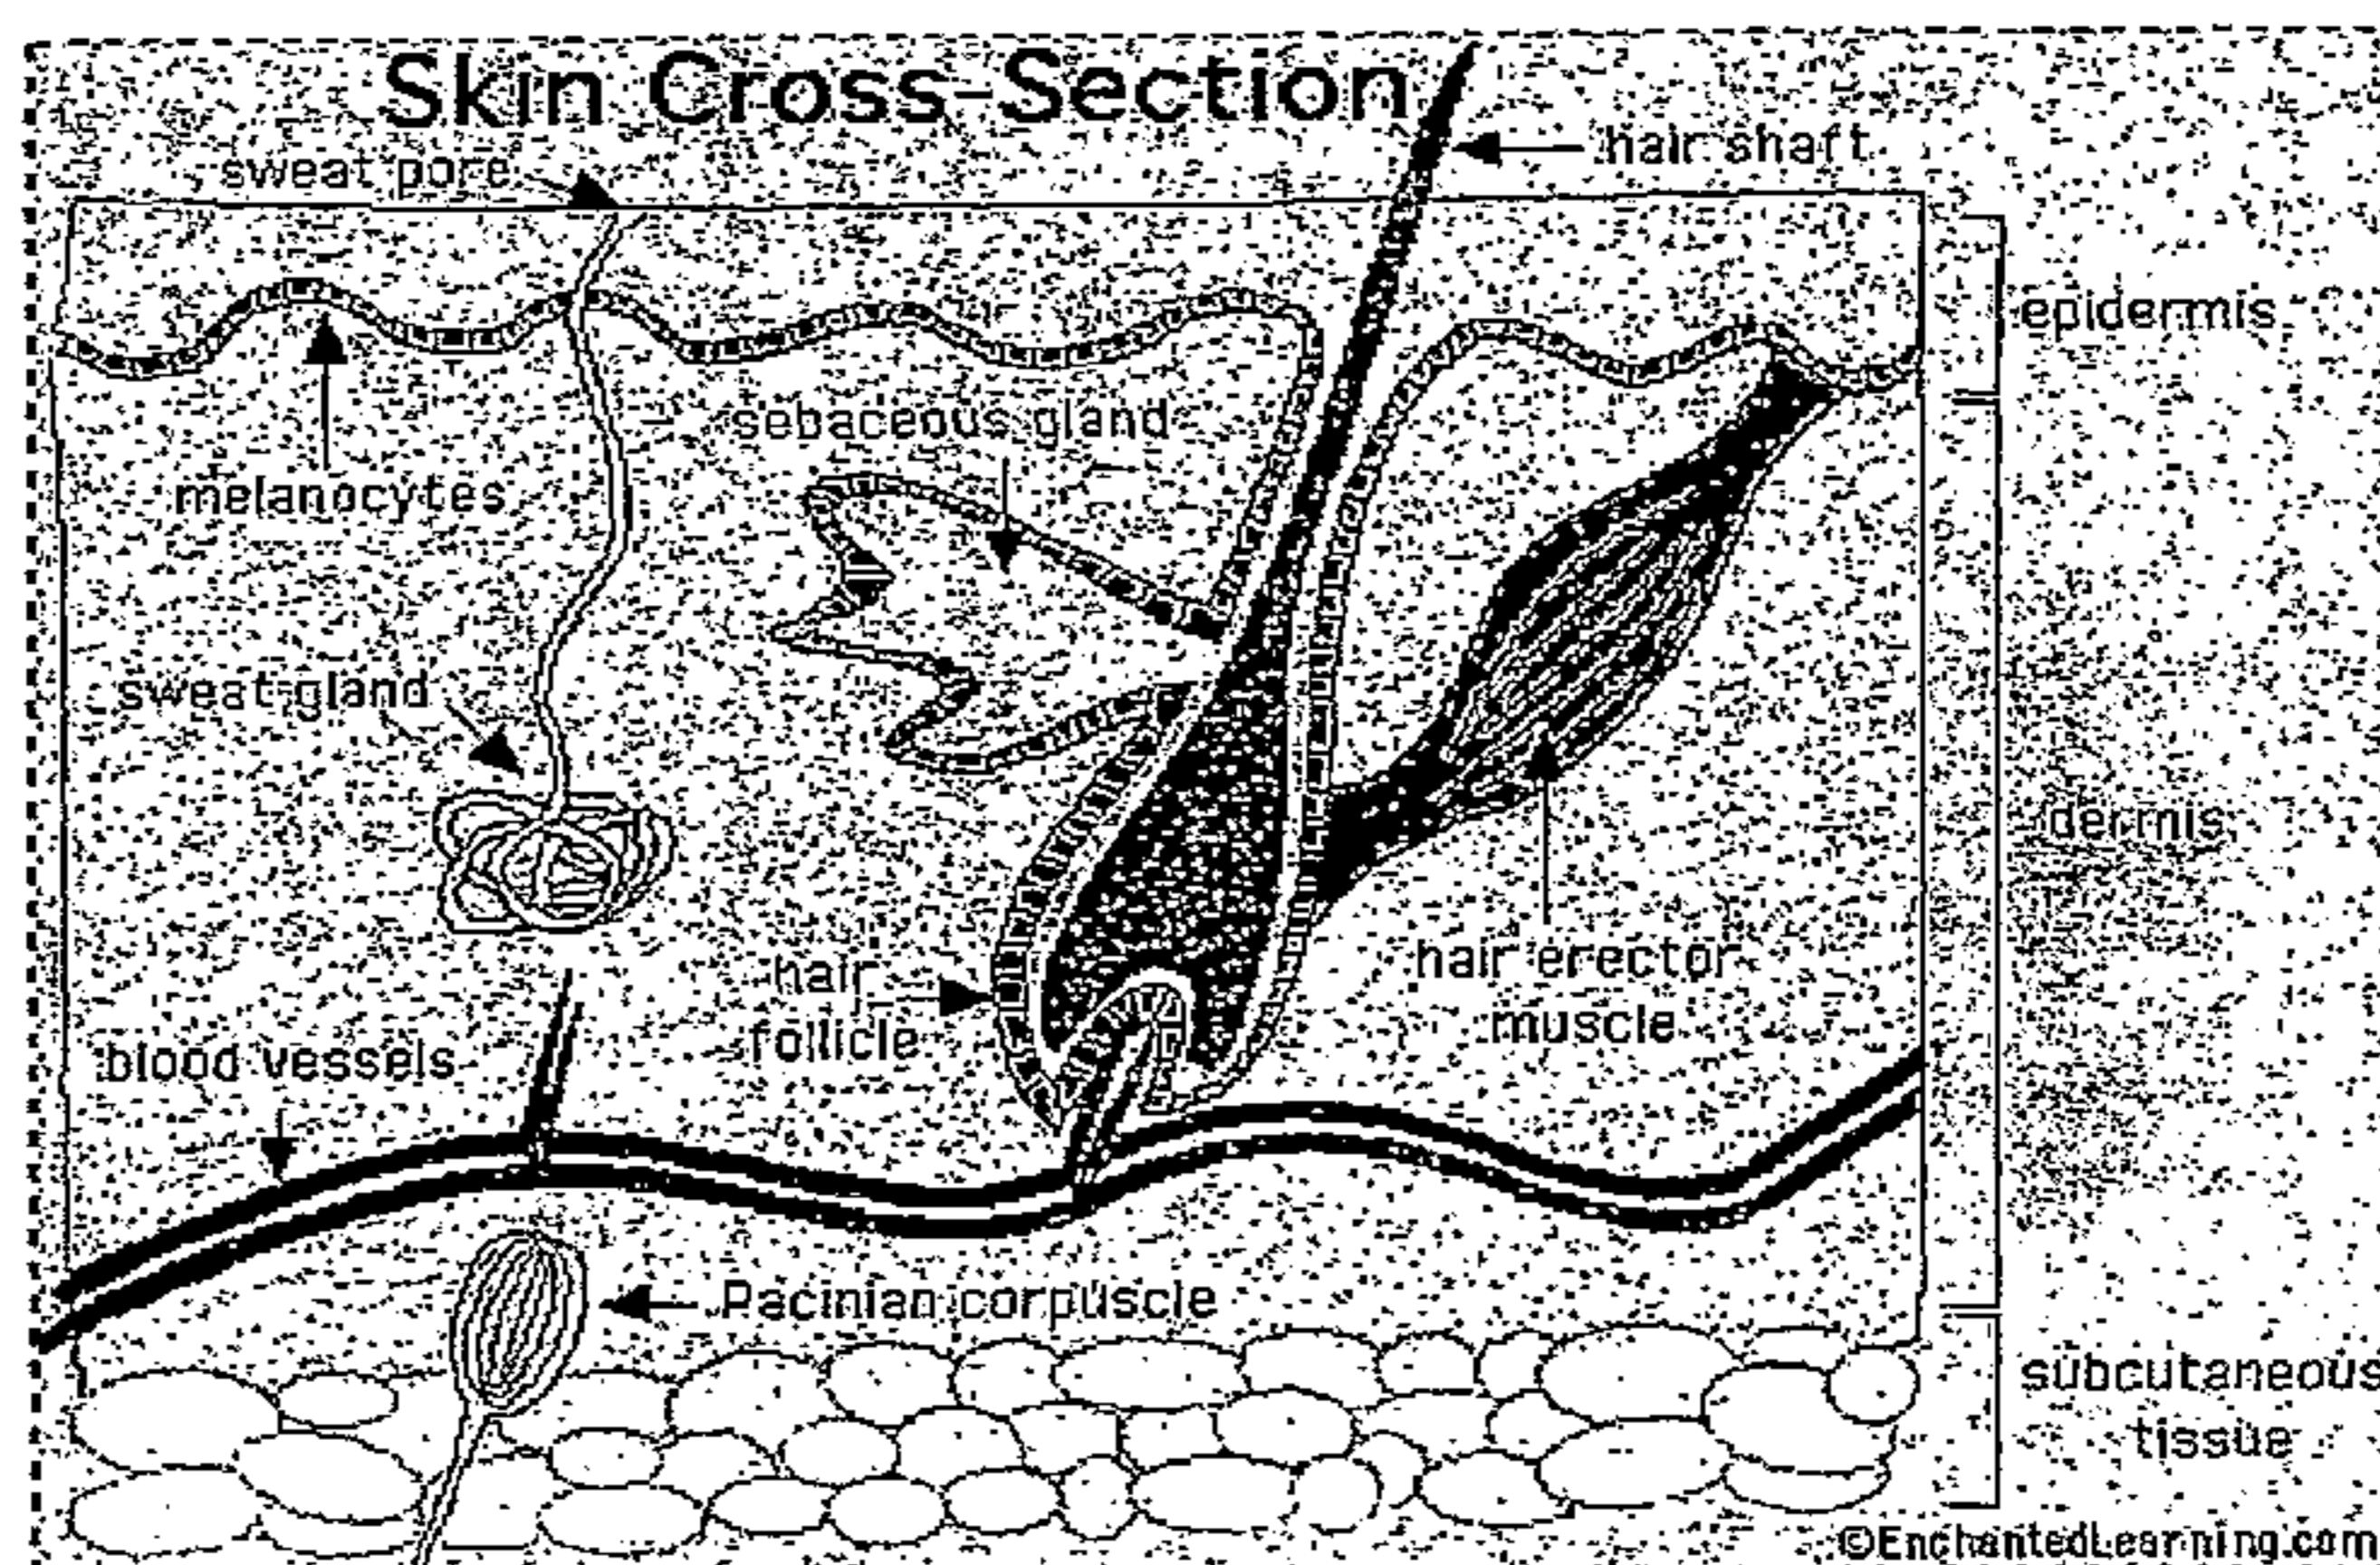 Skin Cross-Section
hair shaft
sweat pore
epidermis
sebaceous gland
melanocytes
sweat gland
dermis
hair erector
muscle
hair
follicle
blood vessels
Pacinian corpuscle
subcutaneous
tissue
©EnchantedLearning.com